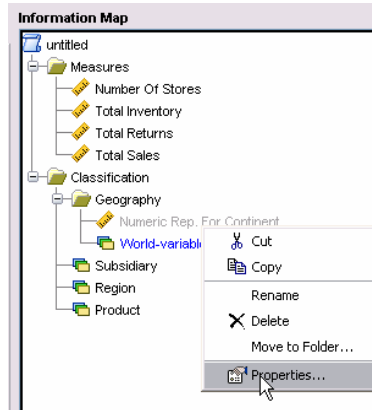 Information Map
untitled
Measures
Number Of Stores
Total Inventory
Total Returns
Total Sales
Classification
Geography
Numeric Rep. For Continent
World-variable
Cut
Subsidiary
Copy
Region
Rename
Product
Delete
Move to Folder...
Properties...